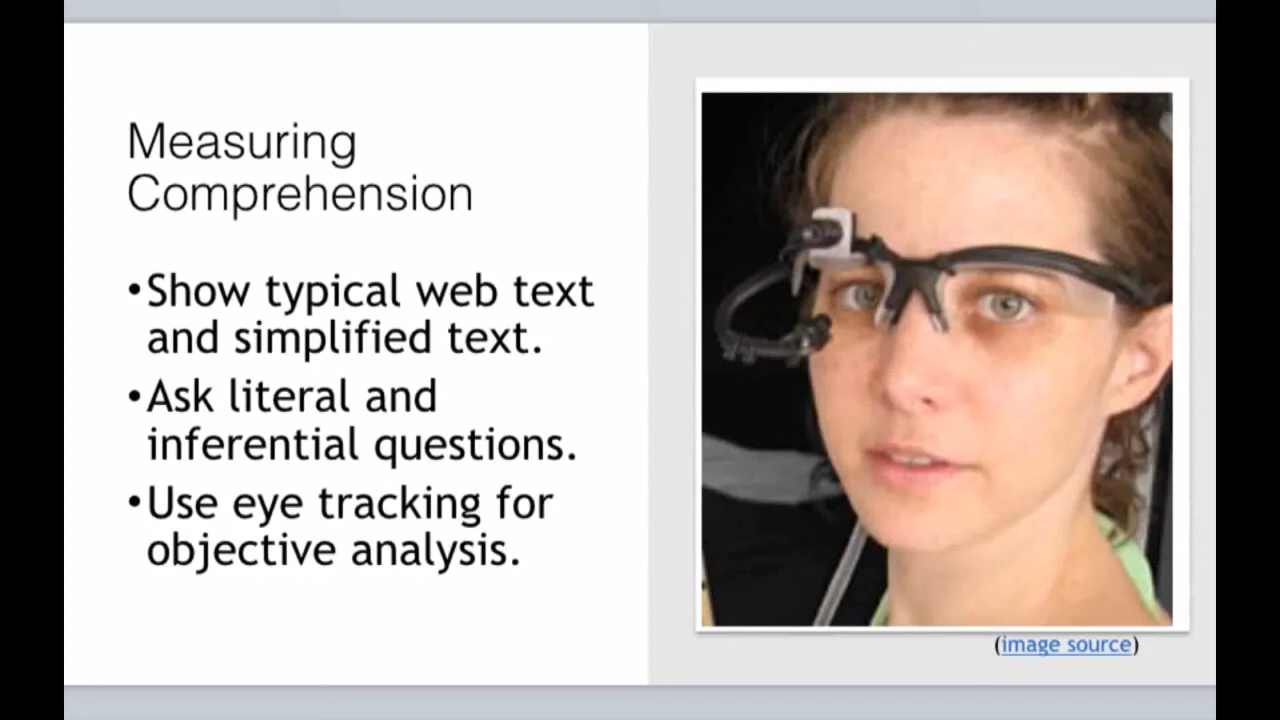 Measuring
Comprehension
•Show typical web text
and simplified text.
•Ask literal and
inferential questions.
•Use eye tracking for
objective analysis.
(image source)